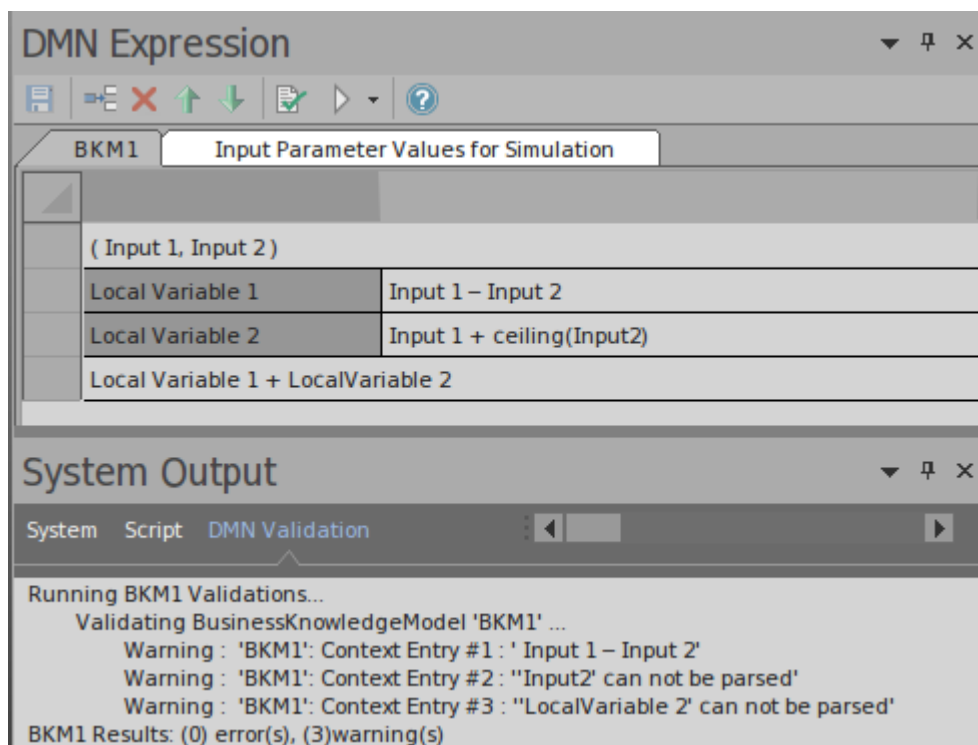 DMN Expression
BKM1 Input Parameter Values for Simulation
( Input 1, Input 2 )
Local Variable 1 Input 1 – Input 2
Local Variable 2 Input 1 + ceiling(Input2)
Local Variable 1 + LocalVariable 2
System Output
System Script DMN Validation
Running BKM1 Validations...
Validating BusinessKnowledgeModel 'BKM1' ...
Warning : 'BKM1': Context Entry #1 : ' Input 1 – Input 2'
Warning : 'BKM1': Context Entry #2 : ''Input2' can not be parsed'
Warning : 'BKM1': Context Entry #3 : ''LocalVariable 2' can not be parsed'
BKM1 Results: (0) error(s), (3)warning(s)